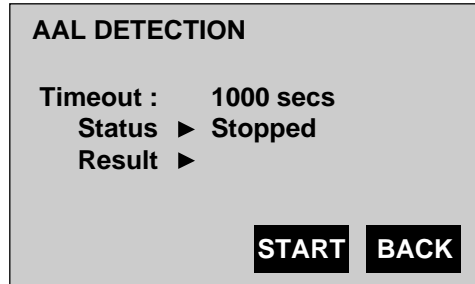 AAL DETECTION
Timeout : 1000 secs
Status ► Stopped
Result ►
START BACK